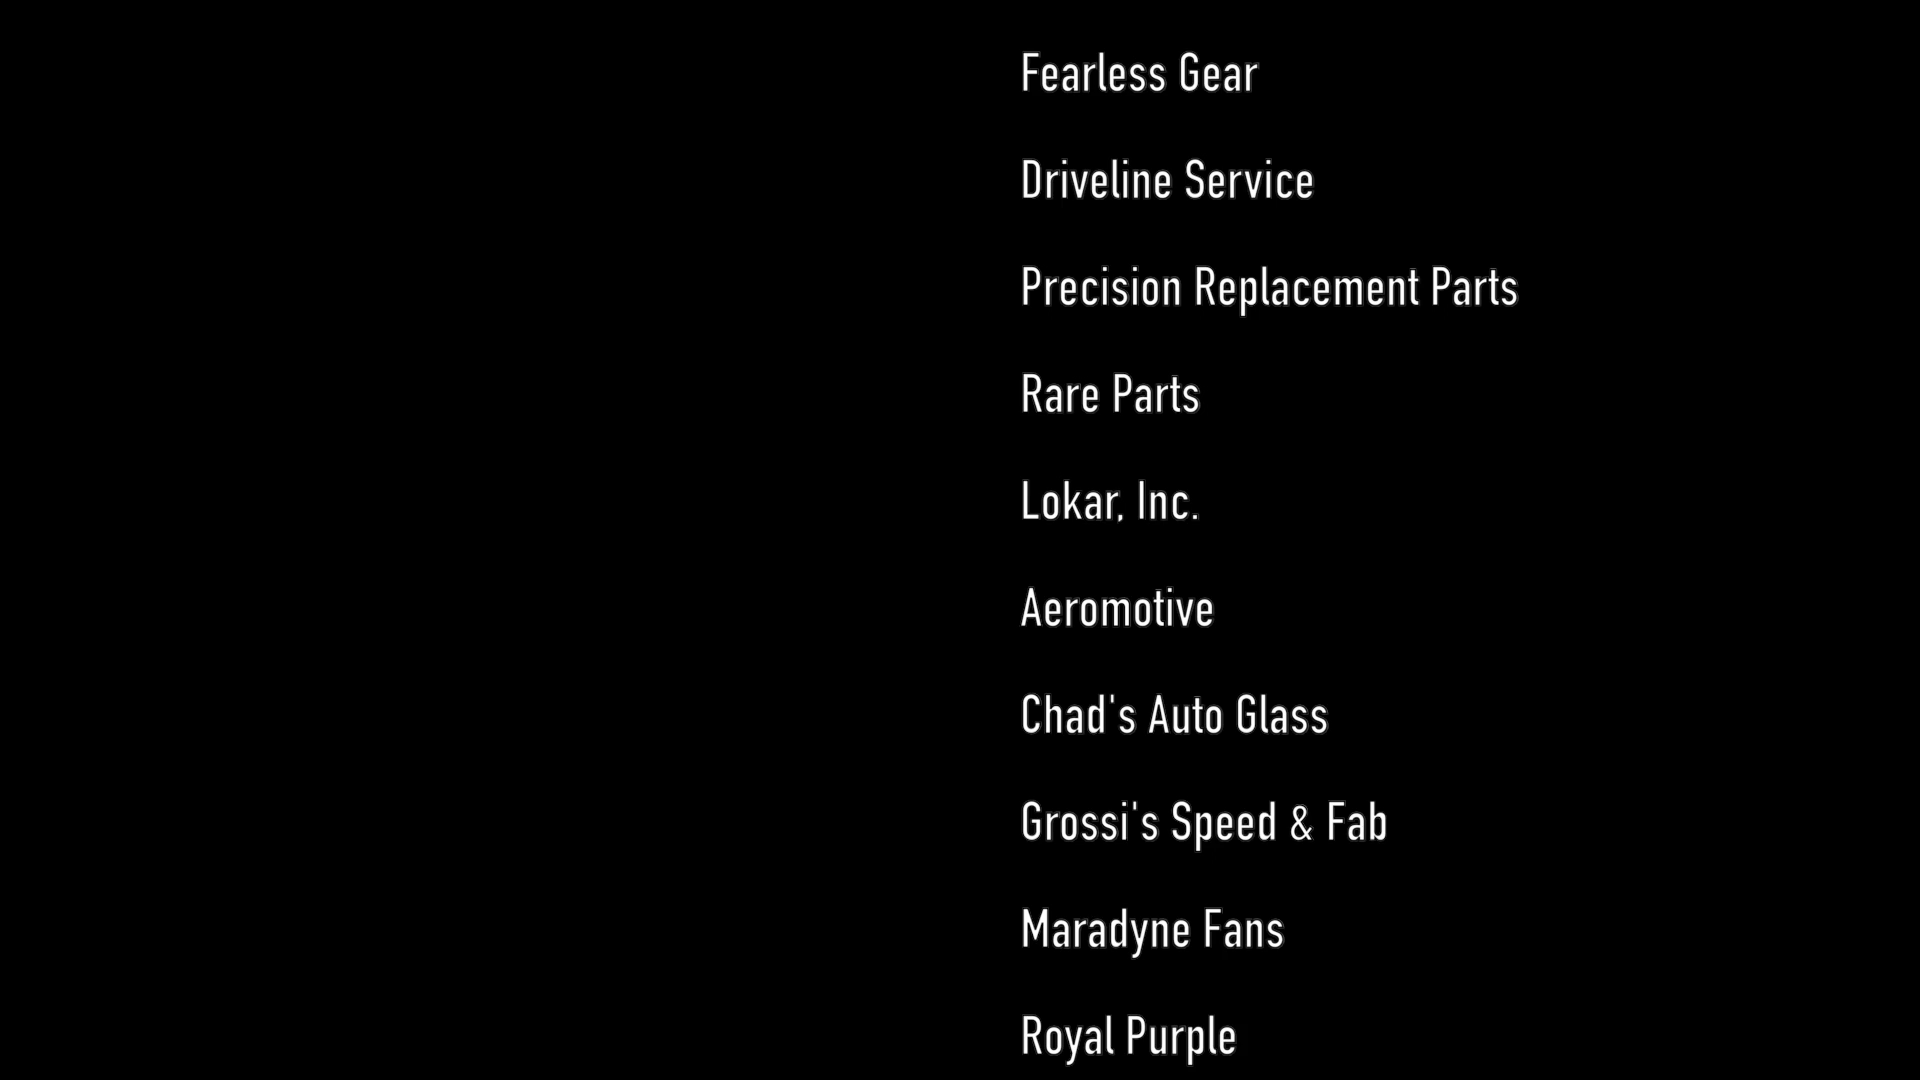 Fearless Gear
Driveline Service
Precision Replacement Parts
Rare Parts
Lokar, Inc.
Aeromotive
Chad's Auto Glass
Grossi's Speed & Fab
Maradyne Fans
Royal Purple